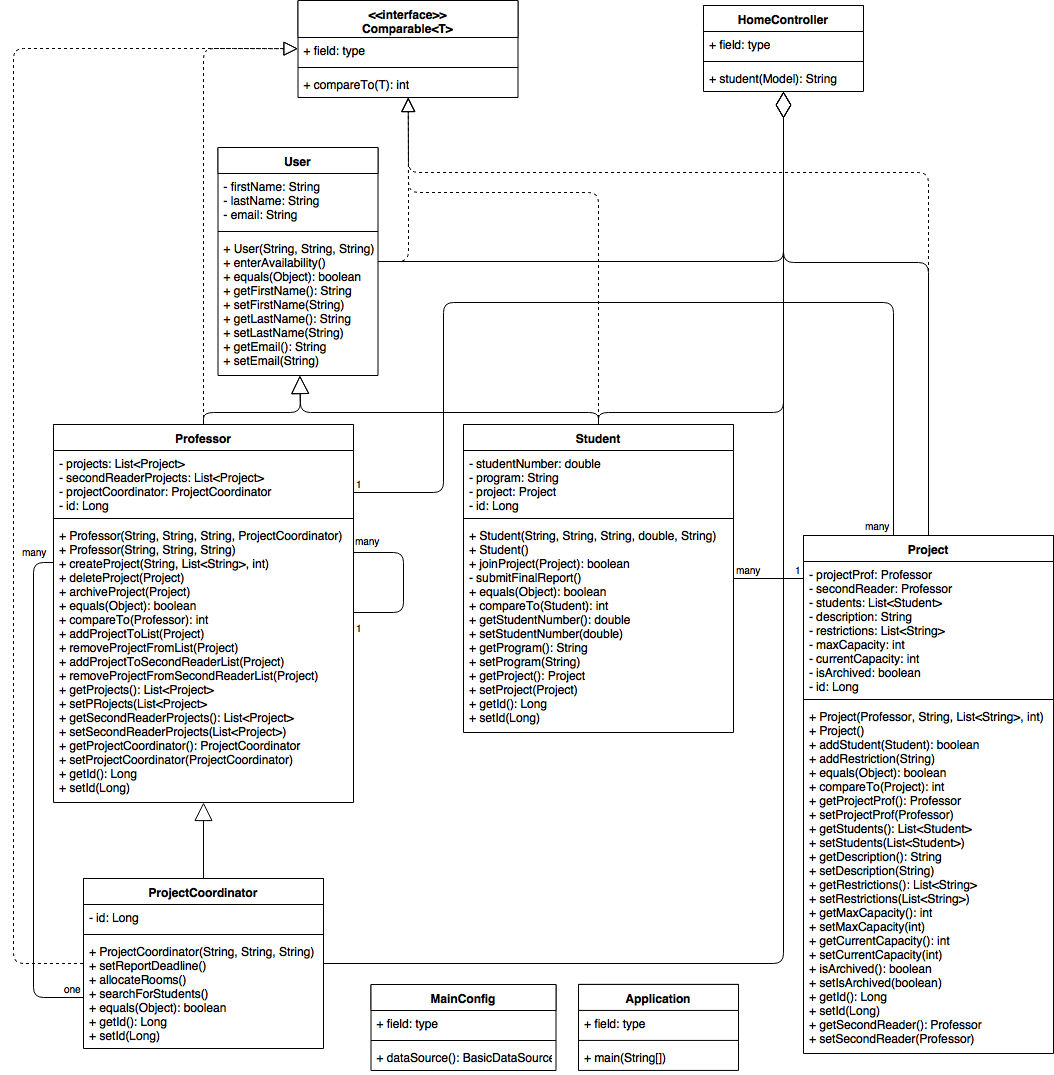 <<interface>>
Comparable<T>
+ field: type
+ compareTo(T): int
HomeController
+ field: type
+ student(Model): String
User
- firstName: String
- lastName: String
- email: String
+ User(String, String, String)
+ enterAvailability()
+ equals(Object): boolean
+ getFirstName(): String
+ setFirstName(String)
+ getLastName(): String
+ setLastName(String)
+ getEmail(): String
+ setEmail(String)
Professor
- projects: List<Project>
- secondReaderProjects: List<Project>
- projectCoordinator: ProjectCoordinator
- id: Long
+ Professor(String, String, String, ProjectCoordinator)
+ Professor(String, String, String)
+ createProject(String, List<String>, int)
+ deleteProject(Project)
+ archiveProject(Project)
+ equals(Object): boolean
+ compareTo(Professor): int
+ addProjectToList(Project)
+ removeProjectFromList(Project)
+ addProjectToSecondReaderList(Project)
+ removeProjectFromSecondReaderList(Project)
+ getProjects(): List<Project>
+ setPRojects(List<Project>
+ getSecondReaderProjects(): List<Project>
+ setSecondReaderProjects(List<Project>)
+ getProjectCoordinator(): ProjectCoordinator
+ setProjectCoordinator(ProjectCoordinator)
+ getId(): Long
+ setId(Long)
1
many
1
many
Student
- studentNumber: double
- program: String
- project: Project
- id: Long
+ Student(String, String, String, double, String)
+ Student()
+ joinProject(Project): boolean
- submitFinalReport()
+ equals(Object): boolean
+ compareTo(Student): int
+ getStudentNumber(): double
+ setStudentNumber(double)
+ getProgram(): String
+ setProgram(String)
+ getProject(): Project
+ setProject(Project)
+ getId(): Long
+ setId(Long)
many
many
1
Project
- projectProf: Professor
- secondReader: Professor
- students: List<Student>
- description: String
- restrictions: List<String>
- maxCapacity: int
- currentCapacity: int
- isArchived: boolean
- id: Long
+ Project(Professor, String, List<String>, int)
+ Project()
+ addStudent(Student): boolean
+ addRestriction(String)
+ equals(Object): boolean
+ compareTo(Project): int
+ getProjectProf(): Professor
+ setProjectProf(Professor)
+ getStudents(): List<Student>
+ setStudents(List<Student>)
+ getDescription(): String
+ setDescription(String)
+ getRestrictions(): List<String>
+ setRestrictions(List<String>)
+ getMaxCapacity(): int
+ setMaxCapacity(int)
+ getCurrentCapacity(): int
+ setCurrentCapacity(int)
+ isArchived(): boolean
+ setIsArchived(boolean)
+ getId(): Long
+ setId(Long)
+ getSecondReader(): Professor
+ setSecondReader(Professor)
ProjectCoordinator
- id: Long
+ ProjectCoordinator(String, String, String)
+ setReportDeadline()
+ allocateRooms()
+ searchForStudents()
+ equals(Object): boolean
+ getId(): Long
+ setId(Long)
one
MainConfig
+ field: type
+ dataSource(): BasicDataSource
Application
+ field: type
+ main(String[])